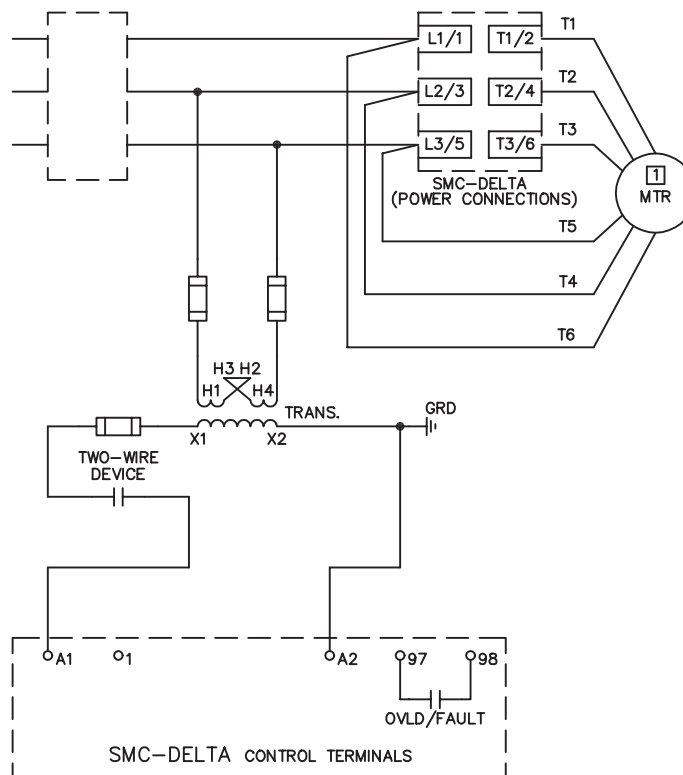 T1
L1/1 T1/2
T2
L2/3 T2/4
T3
L3/5 T3/6
1
MTR
SMC-DELTA
(POWER CONNECTIONS)
T5
T4
T6
H3 H2
H1 H4
TRANS.
GRD
X1 X2
TWO-WIRE
DEVICE
A1 1 A2 97 98
OVLD/FAULT
SMC-DELTA CONTROL TERMINALS